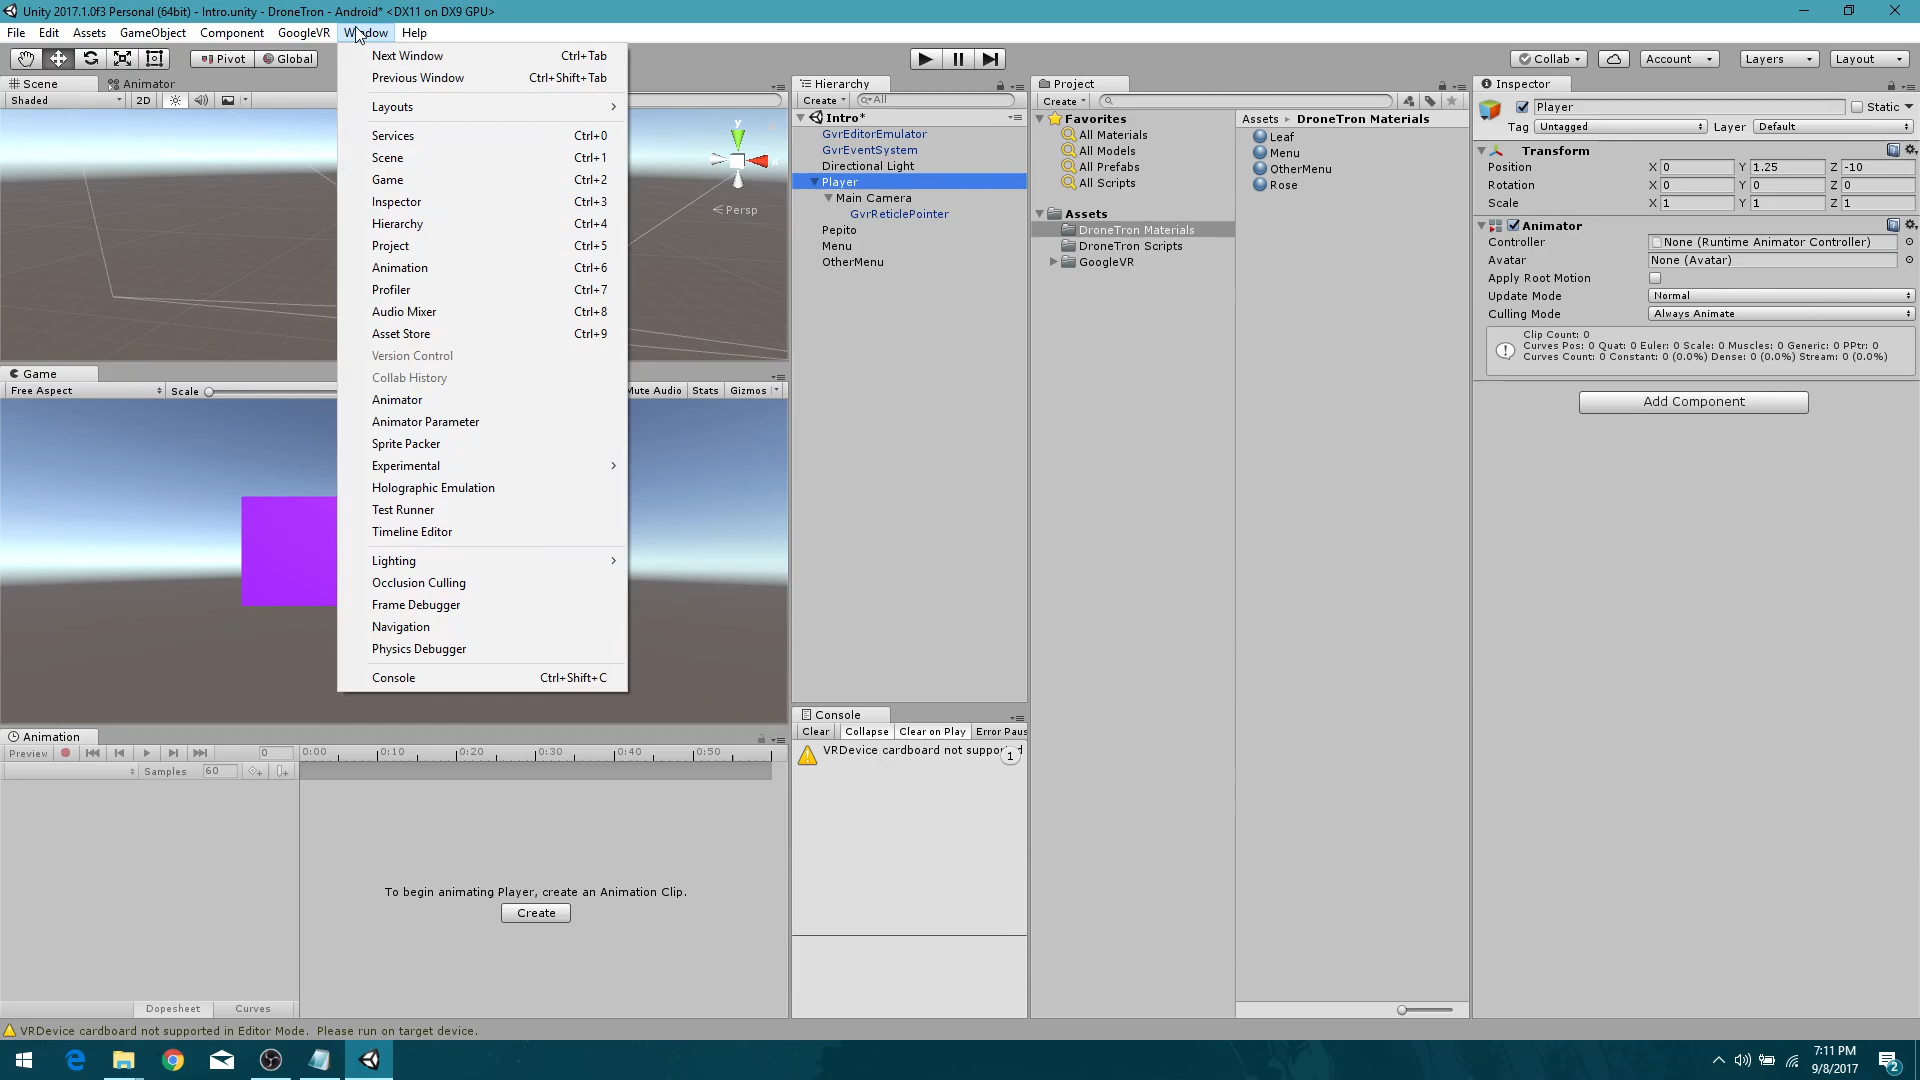 Unity 2017.1.0f3 Personal (64bit) - Intro.unity - DroneTron - Android* <DX11 on DX9 GPU>
File Edit Assets GameObject Component GoogleVR Window Help
Pivot Global Collab Account Layers Layout
Scene Animator
Shaded 2D
y
x
Persp
Next Window Ctrl+Tab
Previous Window Ctrl+Shift+Tab
Layouts
Services Ctrl+0
Scene Ctrl+1
Game Ctrl+2
Inspector Ctrl+3
Hierarchy Ctrl+4
Project Ctrl+5
Animation Ctrl+6
Profiler Ctrl+7
Audio Mixer Ctrl+8
Asset Store Ctrl+9
Version Control
Collab History
Animator
Animator Parameter
Sprite Packer
Experimental
Holographic Emulation
Test Runner
Timeline Editor
Lighting
Occlusion Culling
Frame Debugger
Navigation
Physics Debugger
Console Ctrl+Shift+C
Game
Free Aspect Scale Mute Audio Stats Gizmos
Hierarchy
Create All
Intro*
GvrEditorEmulator
GvrEventSystem
Directional Light
Player
Main Camera
GvrReticlePointer
Pepito
Menu
OtherMenu
Project
Create
Favorites
All Materials
All Models
All Prefabs
All Scripts
Assets
DroneTron Materials
DroneTron Scripts
GoogleVR
Assets DroneTron Materials
Leaf
Menu
OtherMenu
Rose
Inspector
Player Static
Tag Untagged Layer Default
Transform
Position X 0 Y 1.25 Z -10
Rotation X 0 Y 0 Z 0
Scale X 1 Y 1 Z 1
Animator
Controller None (Runtime Animator Controller)
Avatar None (Avatar)
Apply Root Motion
Update Mode Normal
Culling Mode Always Animate
Clip Count: 0
Curves Pos: 0 Quat: 0 Euler: 0 Scale: 0 Muscles: 0 Generic: 0 PPtr: 0
Curves Count: 0 Constant: 0 (0.0%) Dense: 0 (0.0%) Stream: 0 (0.0%)
Add Component
Console
Clear Collapse Clear on Play Error Paus
VRDevice cardboard not supported 1
Animation
Preview 0 0:00 0:10 0:20 0:30 0:40 0:50
Samples 60
To begin animating Player, create an Animation Clip.
Create
Dopesheet Curves
VRDevice cardboard not supported in Editor Mode. Please run on target device.
7:11 PM
9/8/2017
2